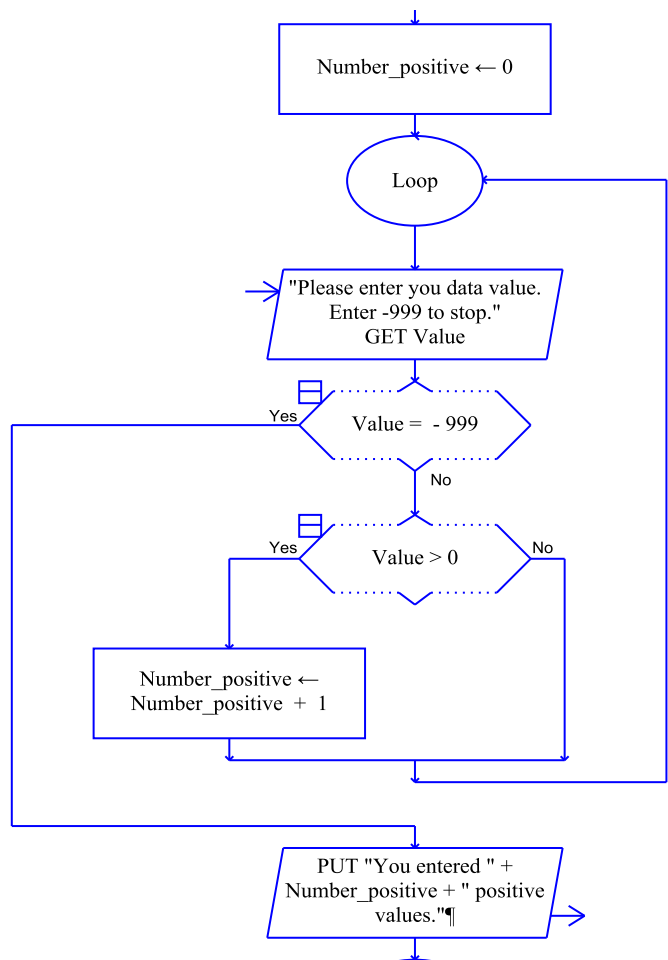 Number_positive ← 0
Loop
"Please enter you data value.
Enter -999 to stop."
GET Value
Yes
Value = - 999
No
Yes
Value > 0
No
Number_positive ←
Number_positive + 1
PUT "You entered " +
Number_positive + " positive
values."¶